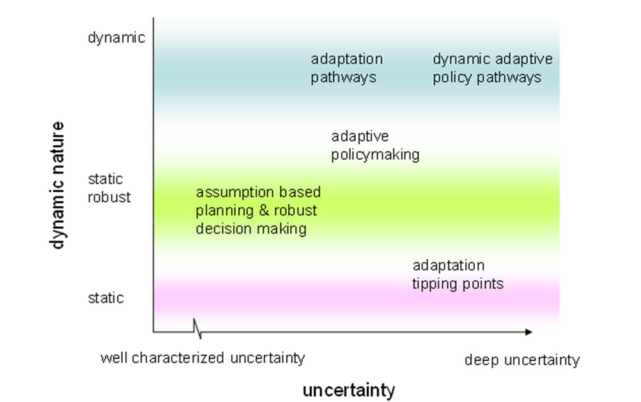 dynamic
adaptation
pathways
dynamic adaptive
policy pathways
adaptive
policymaking
dynamic nature
static
robust
assumption based
planning & robust
decision making
adaptation
tipping points
static
well characterized uncertainty
deep uncertainty
uncertainty